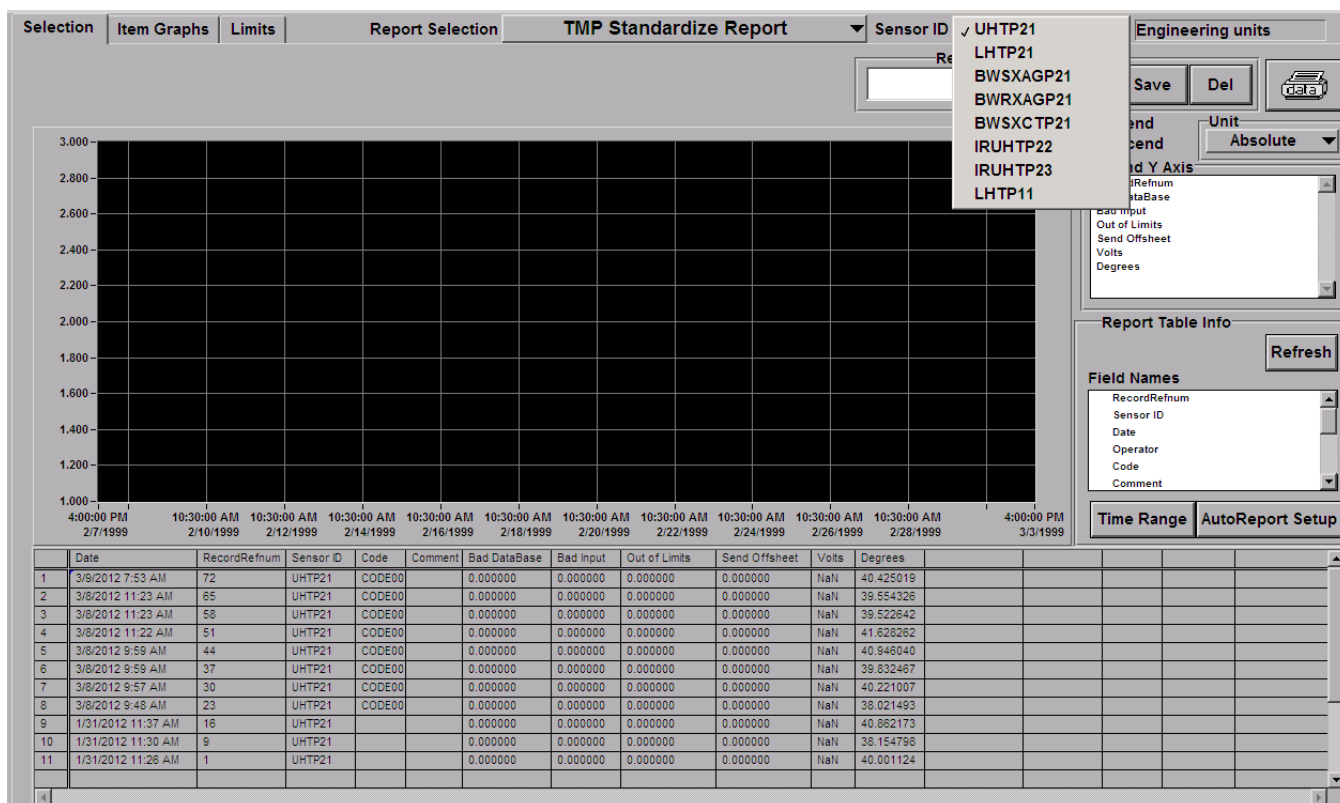 Selection Item Graphs Limits Report Selection TMP Standardize Report Sensor ID Engineering units
✓ UHTP21
LHTP21
BWSXAGP21
BWRXAGP21
BWSXCTP21
IRUHTP22
IRUHTP23
LHTP11
Save Del data
Unit
Absolute
Y Axis
Bad Input
Out of Limits
Send Offsheet
Volts
Degrees
Report Table Info
Refresh
Field Names
RecordRefnum
Sensor ID
Date
Operator
Code
Comment
Time Range AutoReport Setup
3.000
2.800
2.600
2.400
2.200
2.000
1.800
1.600
1.400
1.200
1.000
4:00:00 PM 10:30:00 AM 10:30:00 AM 10:30:00 AM 10:30:00 AM 10:30:00 AM 10:30:00 AM 10:30:00 AM 10:30:00 AM 10:30:00 AM 10:30:00 AM 4:00:00 PM
2/7/1999 2/10/1999 2/12/1999 2/14/1999 2/16/1999 2/18/1999 2/20/1999 2/22/1999 2/24/1999 2/26/1999 2/28/1999 3/3/1999
Date RecordRefnum Sensor ID Code Comment Bad DataBase Bad Input Out of Limits Send Offsheet Volts Degrees
1 3/9/2012 7:53 AM 72 UHTP21 CODE00 0.000000 0.000000 0.000000 0.000000 NaN 40.425019
2 3/8/2012 11:23 AM 65 UHTP21 CODE00 0.000000 0.000000 0.000000 0.000000 NaN 39.554326
3 3/8/2012 11:23 AM 58 UHTP21 CODE00 0.000000 0.000000 0.000000 0.000000 NaN 39.522642
4 3/8/2012 11:22 AM 51 UHTP21 CODE00 0.000000 0.000000 0.000000 0.000000 NaN 41.628262
5 3/8/2012 9:59 AM 44 UHTP21 CODE00 0.000000 0.000000 0.000000 0.000000 NaN 40.946040
6 3/8/2012 9:59 AM 37 UHTP21 CODE00 0.000000 0.000000 0.000000 0.000000 NaN 39.832467
7 3/8/2012 9:57 AM 30 UHTP21 CODE00 0.000000 0.000000 0.000000 0.000000 NaN 40.221007
8 3/8/2012 9:48 AM 23 UHTP21 CODE00 0.000000 0.000000 0.000000 0.000000 NaN 38.021493
9 1/31/2012 11:37 AM 16 UHTP21 0.000000 0.000000 0.000000 0.000000 NaN 40.862173
10 1/31/2012 11:30 AM 9 UHTP21 0.000000 0.000000 0.000000 0.000000 NaN 38.154798
11 1/31/2012 11:26 AM 1 UHTP21 0.000000 0.000000 0.000000 0.000000 NaN 40.001124